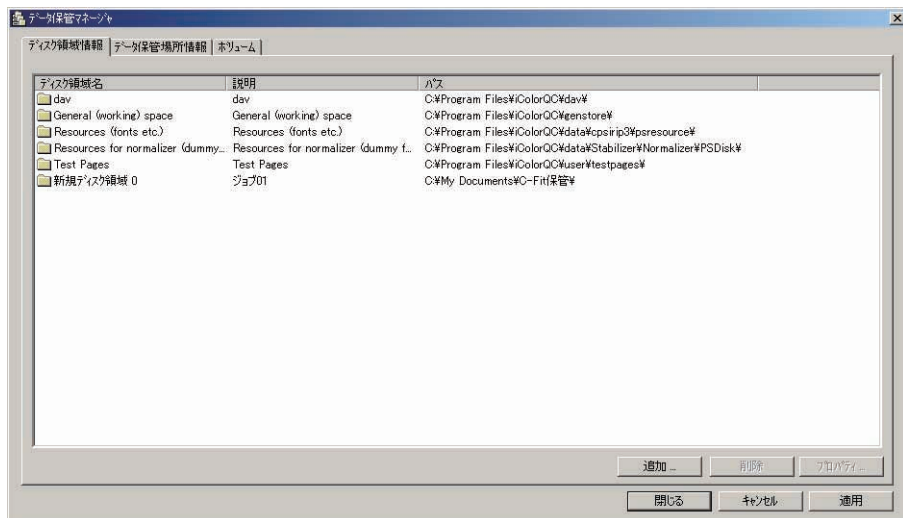 データ保管マネージャ
ディスク領域情報 データ保管場所情報 ボリューム
ディスク領域名 説明 パス
dav dav C:¥Program Files¥iColorQC¥dav¥
General (working) space General (working) space C:¥Program Files¥iColorQC¥genstore¥
Resources (fonts etc.) Resources (fonts etc.) C:¥Program Files¥iColorQC¥data¥cpsirip3¥psresource¥
Resources for normalizer (dummy... Resources for normalizer (dummy f... C:¥Program Files¥iColorQC¥data¥Stabilizer¥Normalizer¥PSDisk¥
Test Pages Test Pages C:¥Program Files¥iColorQC¥user¥testpages¥
新規ディスク領域 0 ジョブ01 C:¥My Documents¥C-Fit保管¥
追加... 削除 プロパティ...
閉じる キャンセル 適用